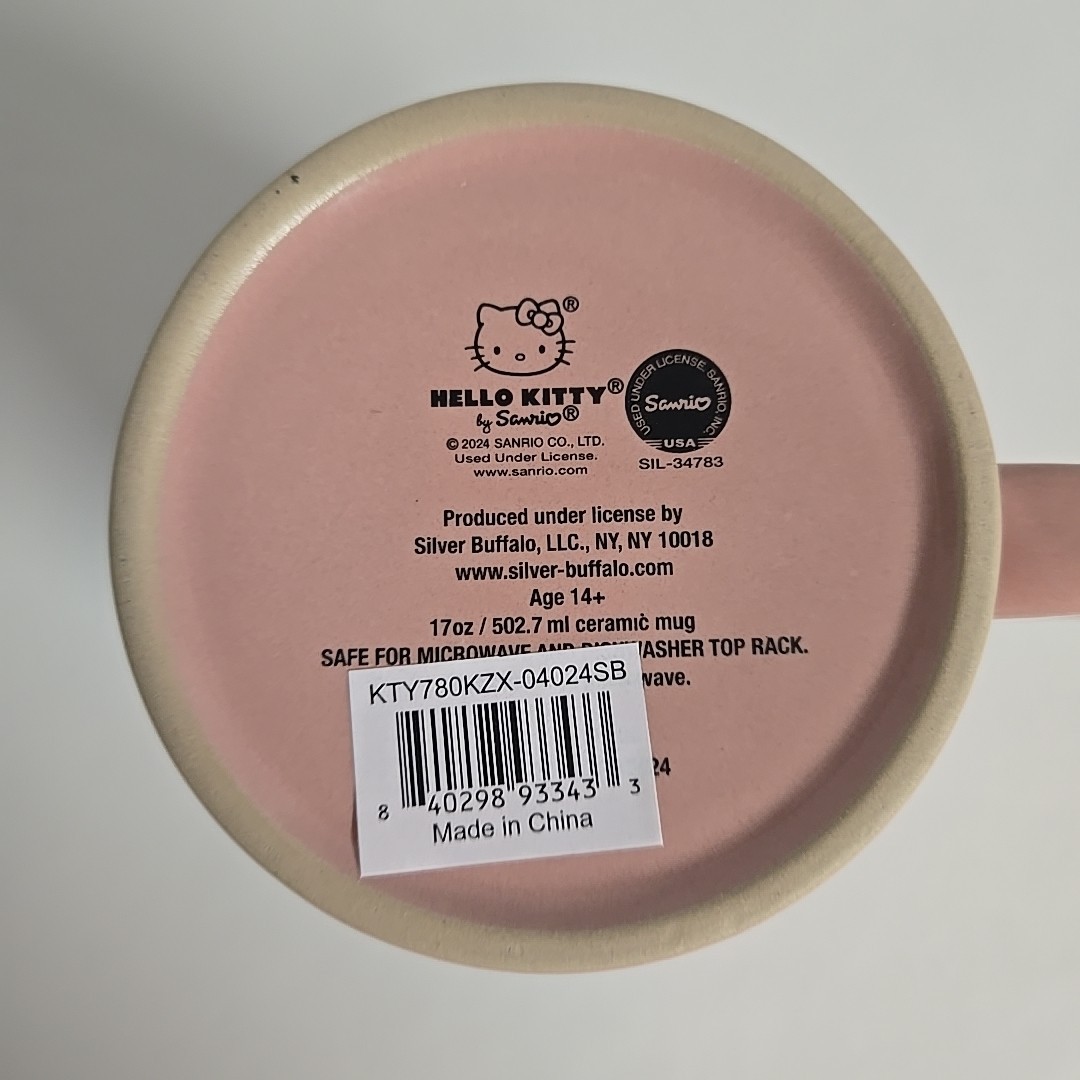 ®
HELLO KITTY®
by Sanrio®
© 2024 SANRIO CO., LTD.
Used Under License.
www.sanrio.com
USED UNDER LICENSE. SANRIO, INC.
Sanrio
USA
SIL-34783
Produced under license by
Silver Buffalo, LLC., NY, NY 10018
www.silver-buffalo.com
Age 14+
17oz / 502.7 ml ceramic mug
SAFE FOR MICROWAVE AND DISHWASHER TOP RACK.
KTY780KZX-04024SB
8 40298 93343 3
Made in China